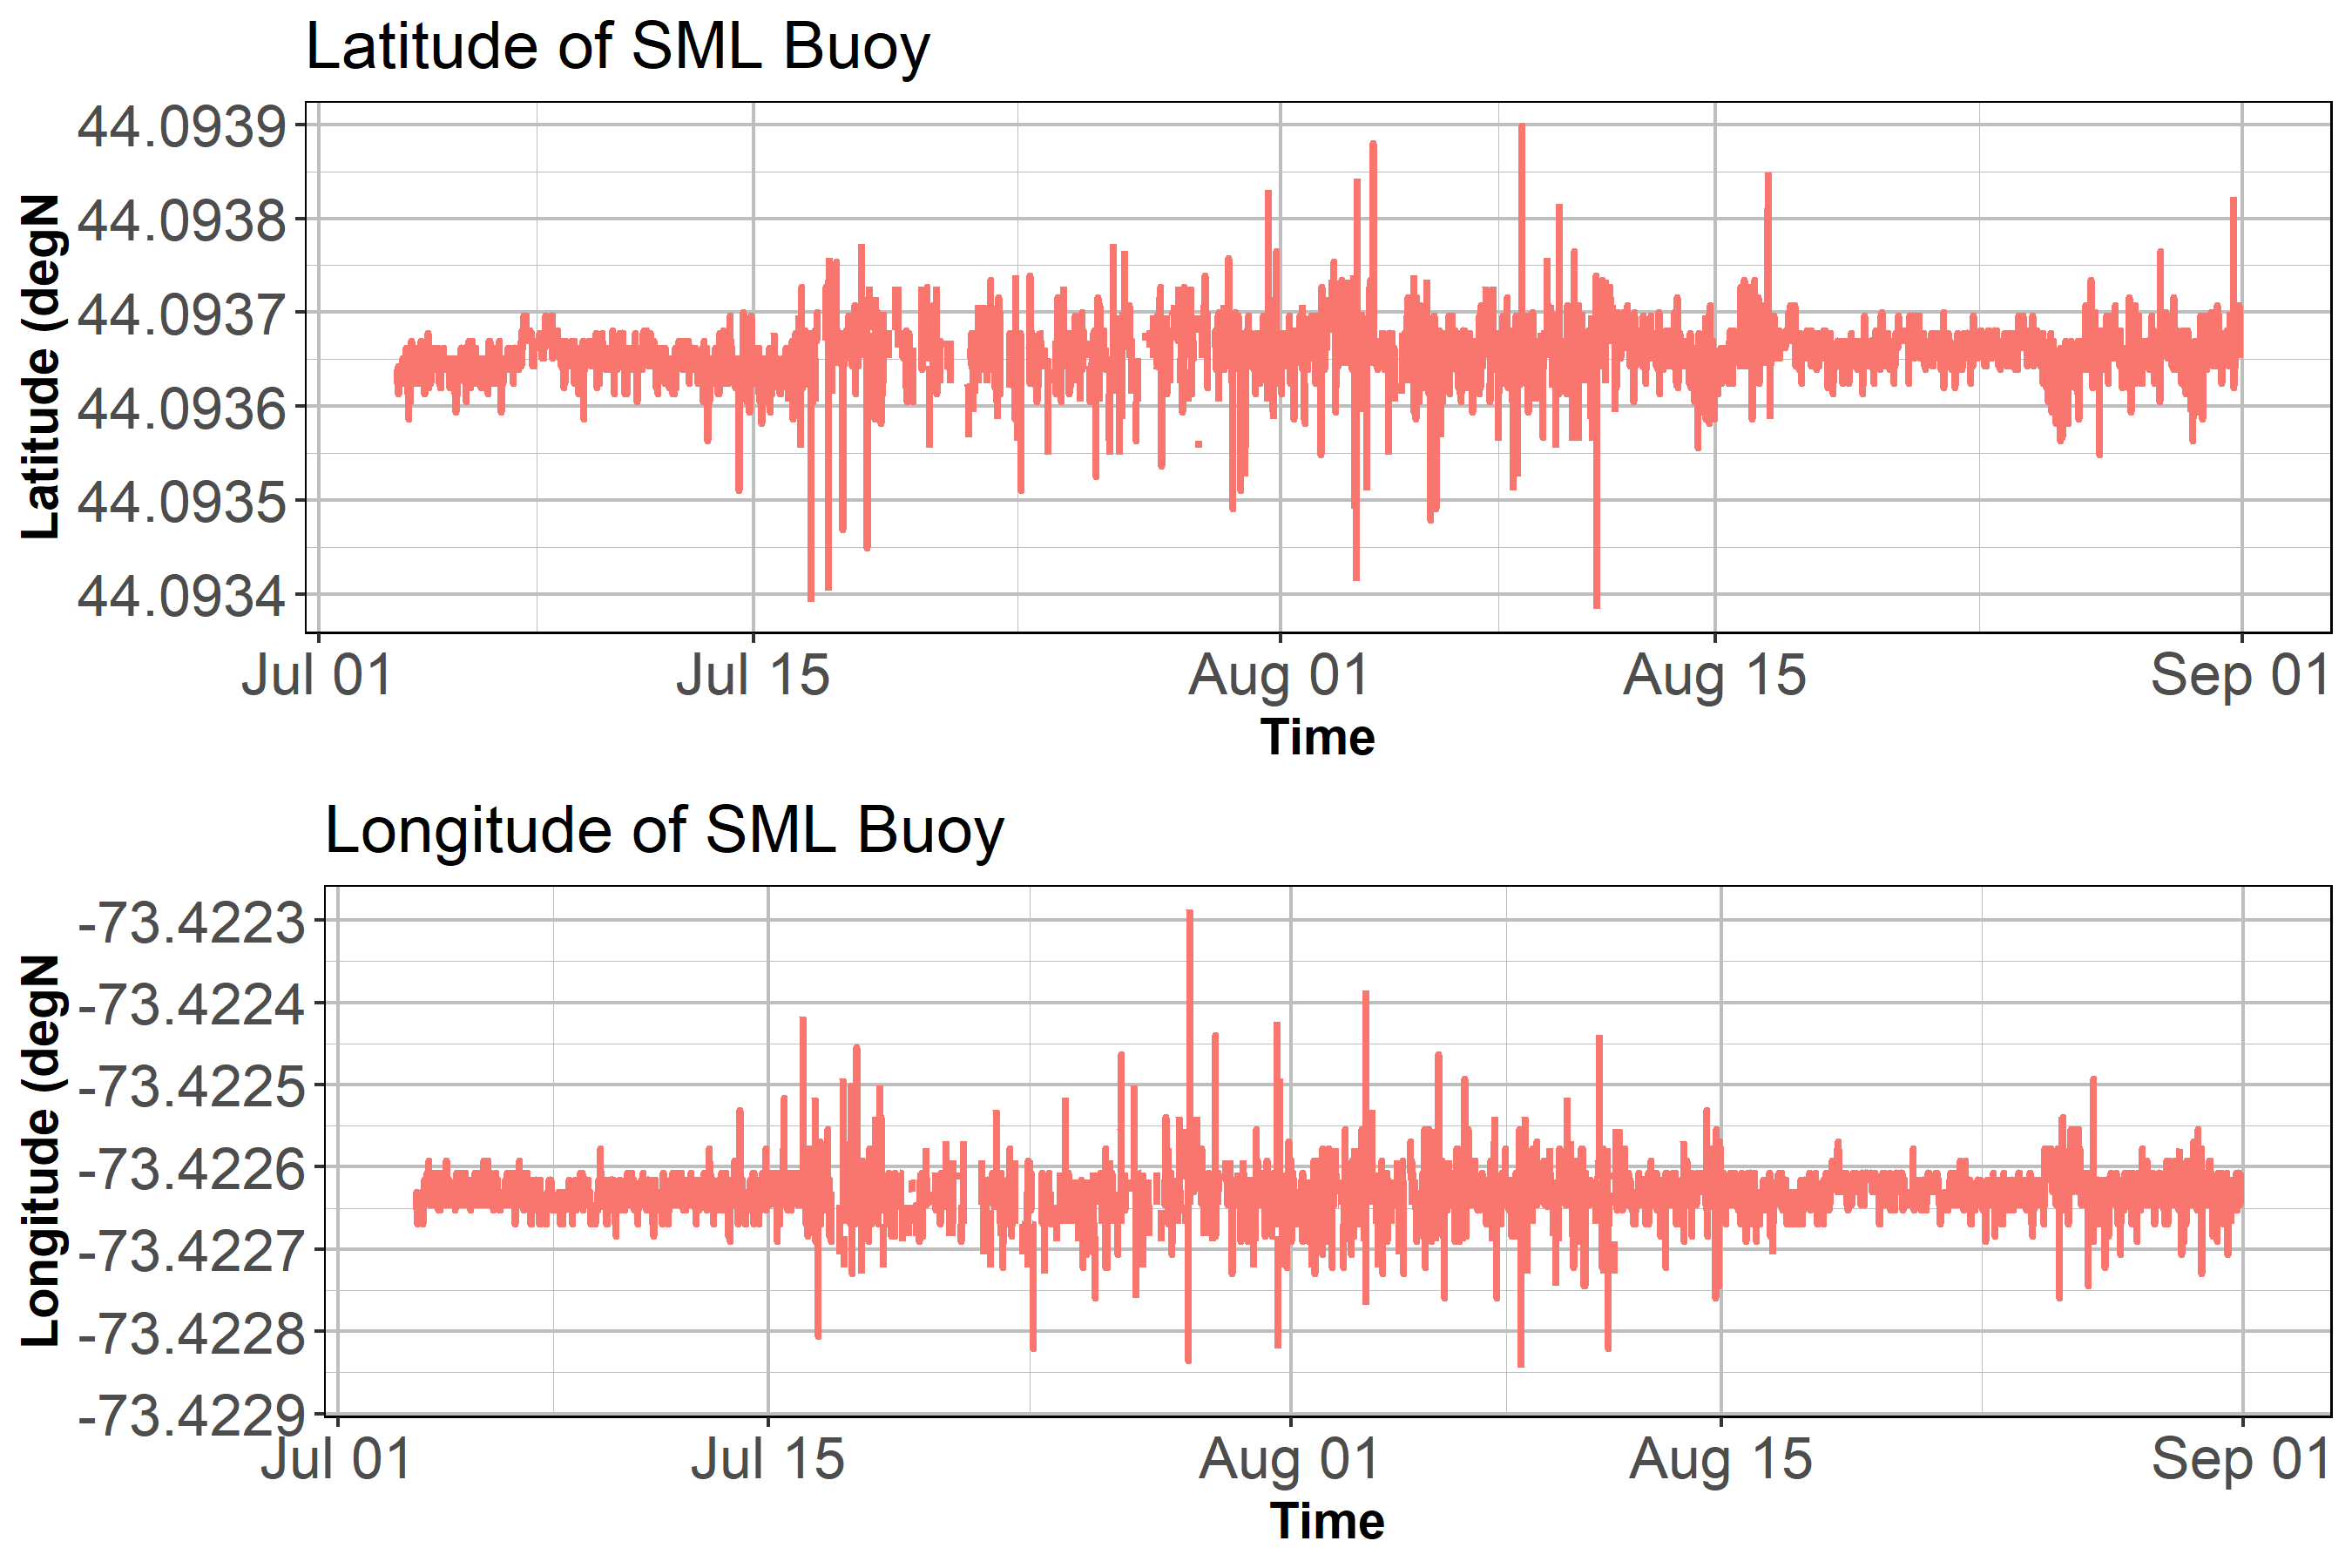 Latitude of SML Buoy
Latitude (degN
44.0939
44.0938
44.0937
44.0936
44.0935
44.0934
Jul 01 Jul 15 Aug 01 Aug 15 Sep 01
Time
Longitude of SML Buoy
Longitude (degN
-73.4223
-73.4224
-73.4225
-73.4226
-73.4227
-73.4228
-73.4229
Jul 01 Jul 15 Aug 01 Aug 15 Sep 01
Time